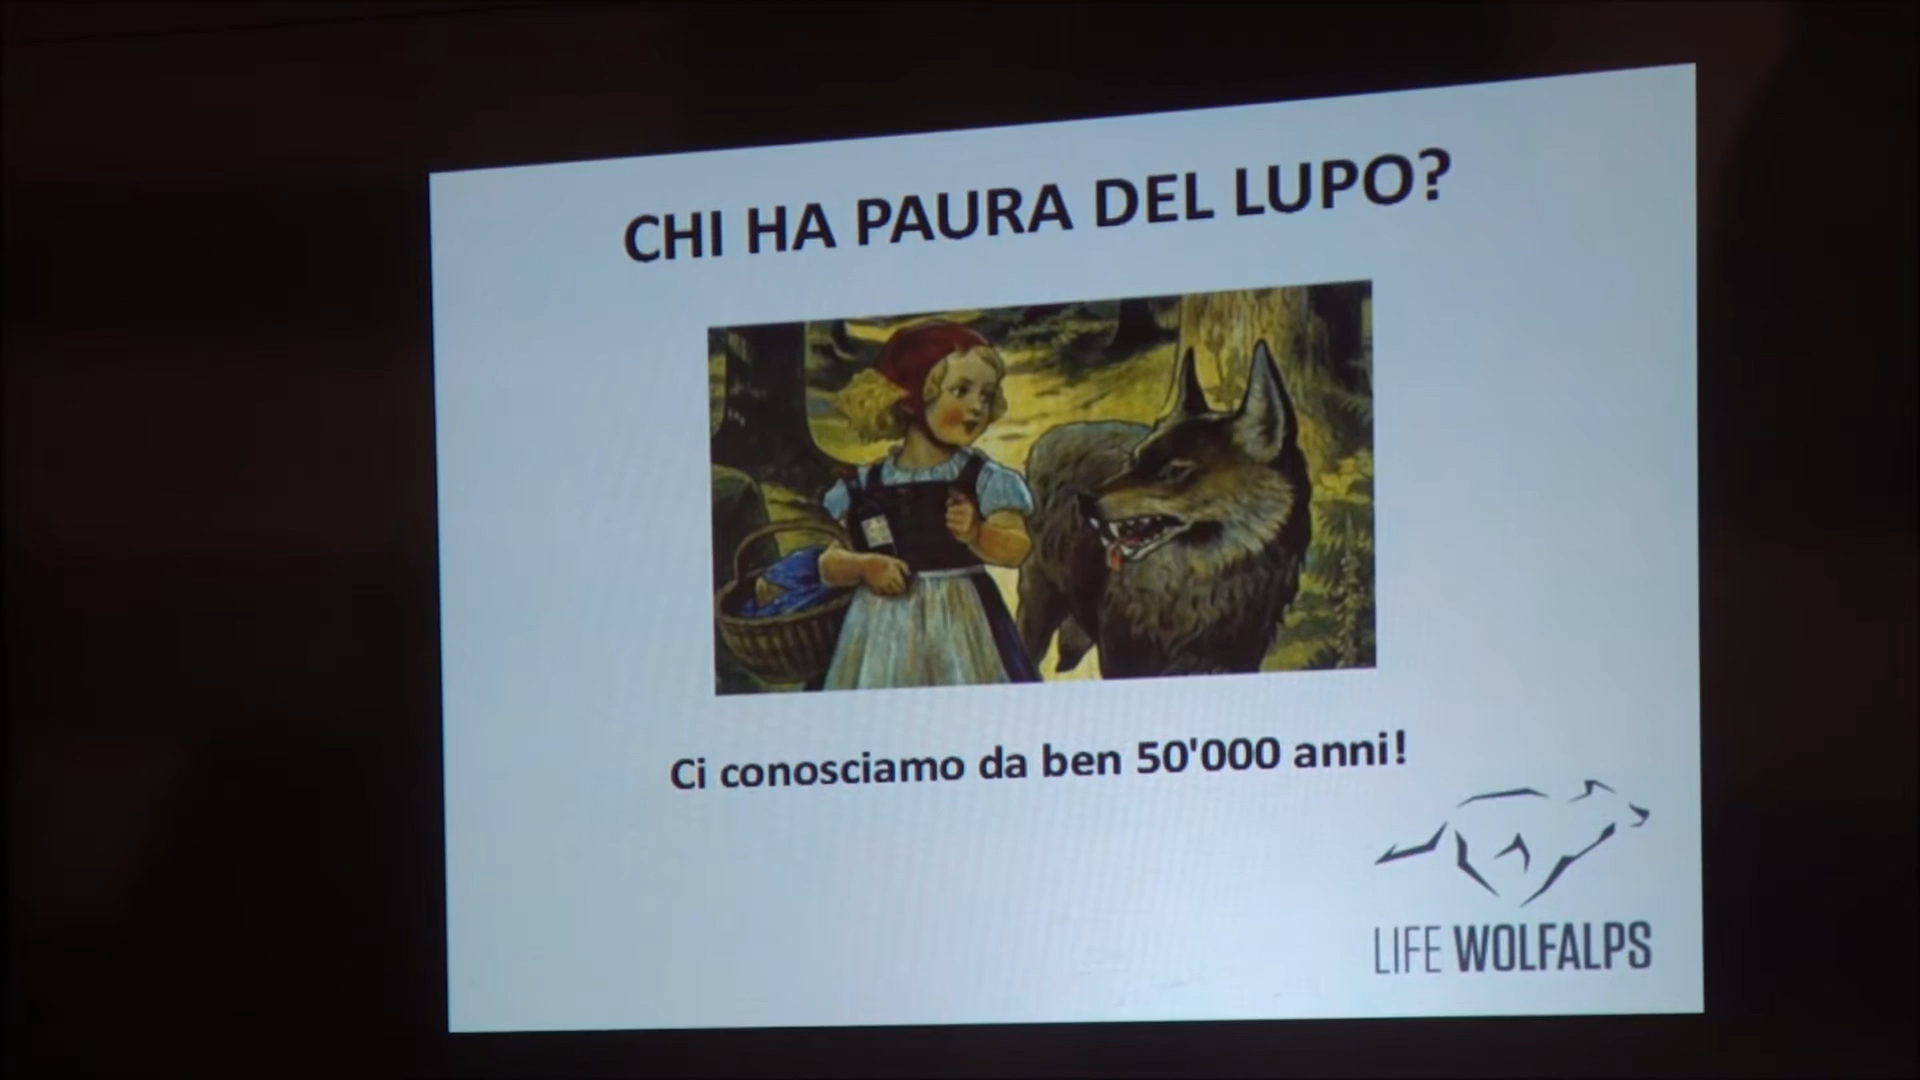 CHI HA PAURA DEL LUPO?
Ci conosciamo da ben 50'000 anni!
LIFE WOLFALPS